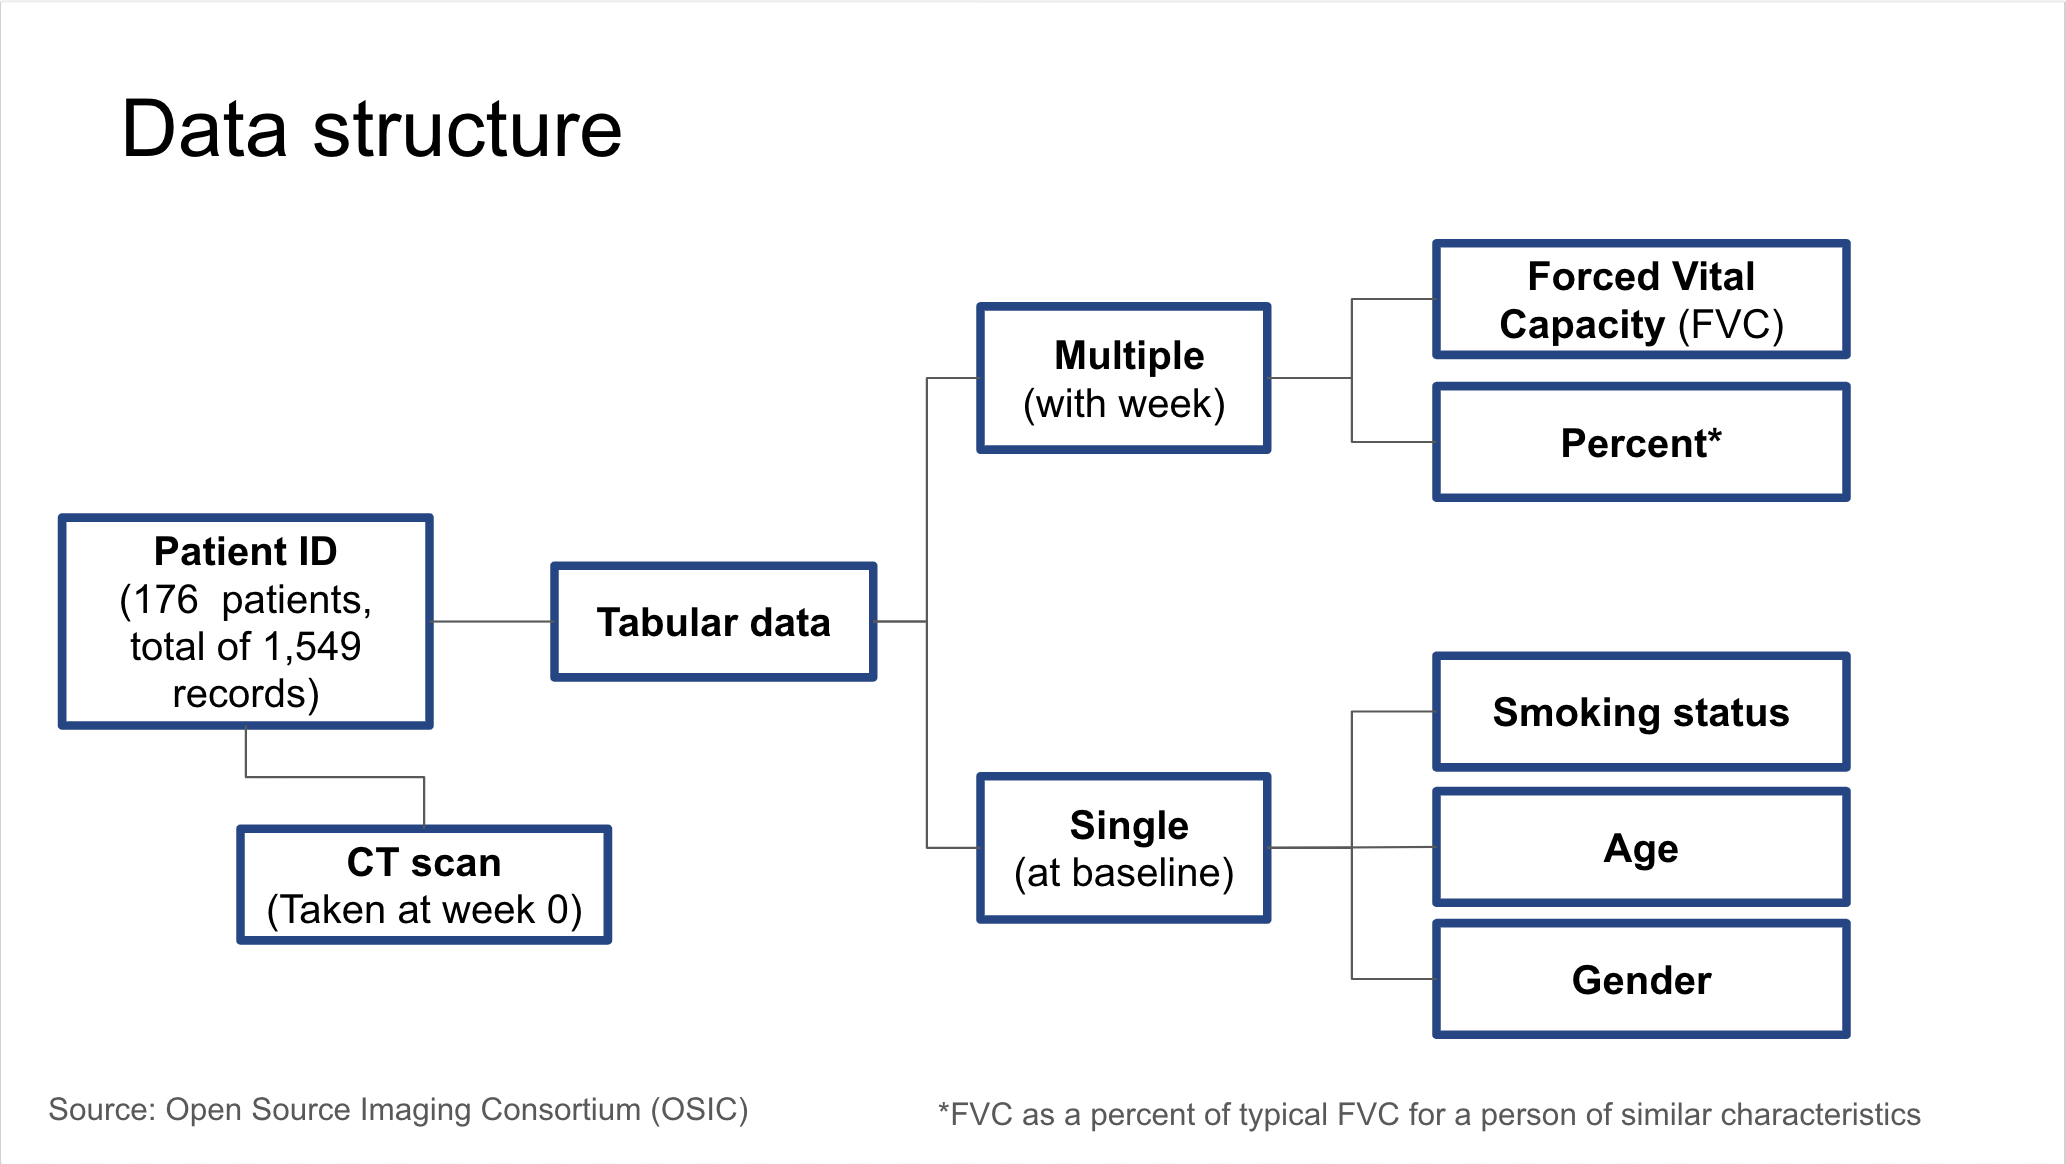 Data structure
Forced Vital
Capacity (FVC)
Multiple
(with week)
Percent*
Patient ID
(176  patients,
total of 1,549
records)
Tabular data
Smoking status
Single
(at baseline)
Age
CT scan
(Taken at week 0)
Gender
Source: Open Source Imaging Consortium (OSIC)
*FVC as a percent of typical FVC for a person of similar characteristics